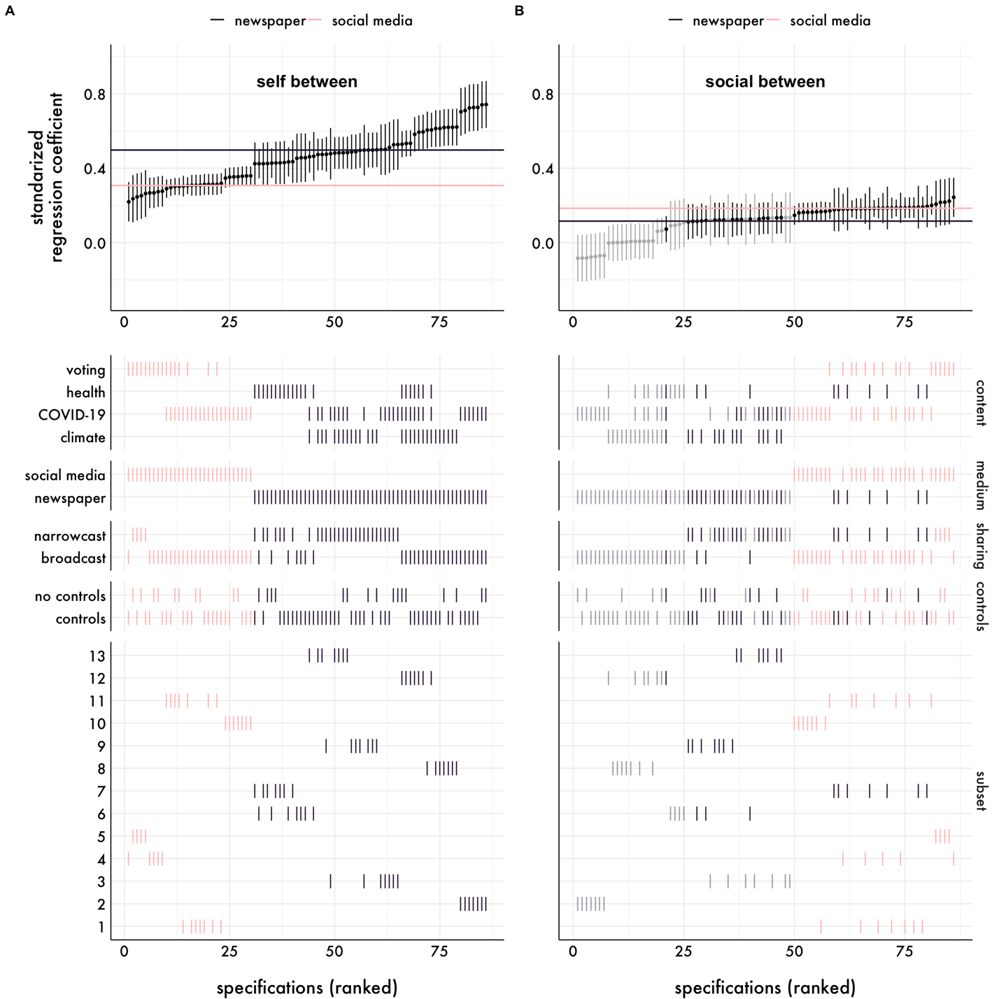 A
newspaper social media
self between
standarized
regression coefficient
0.8
0.4
0.0
0 25 50 75
voting
health
COVID-19
climate
social media
newspaper
narrowcast
broadcast
no controls
controls
13
12
11
10
9
8
7
6
5
4
3
2
1
0 25 50 75
specifications (ranked)
B
newspaper social media
social between
0.8
0.4
0.0
0 25 50 75
content
medium
sharing
controls
subset
0 25 50 75
specifications (ranked)